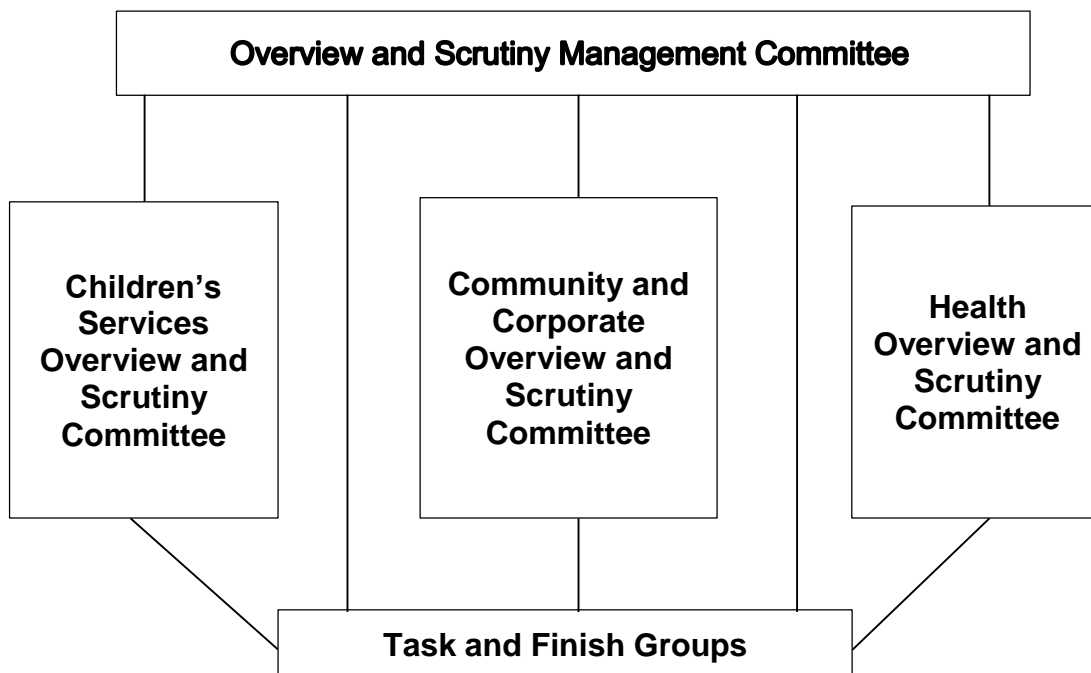 Overview and Scrutiny Management Committee
Children’s
Services
Overview and
Scrutiny
Committee
Community and
Corporate
Overview and
Scrutiny
Committee
Health
Overview and
Scrutiny
Committee
Task and Finish Groups